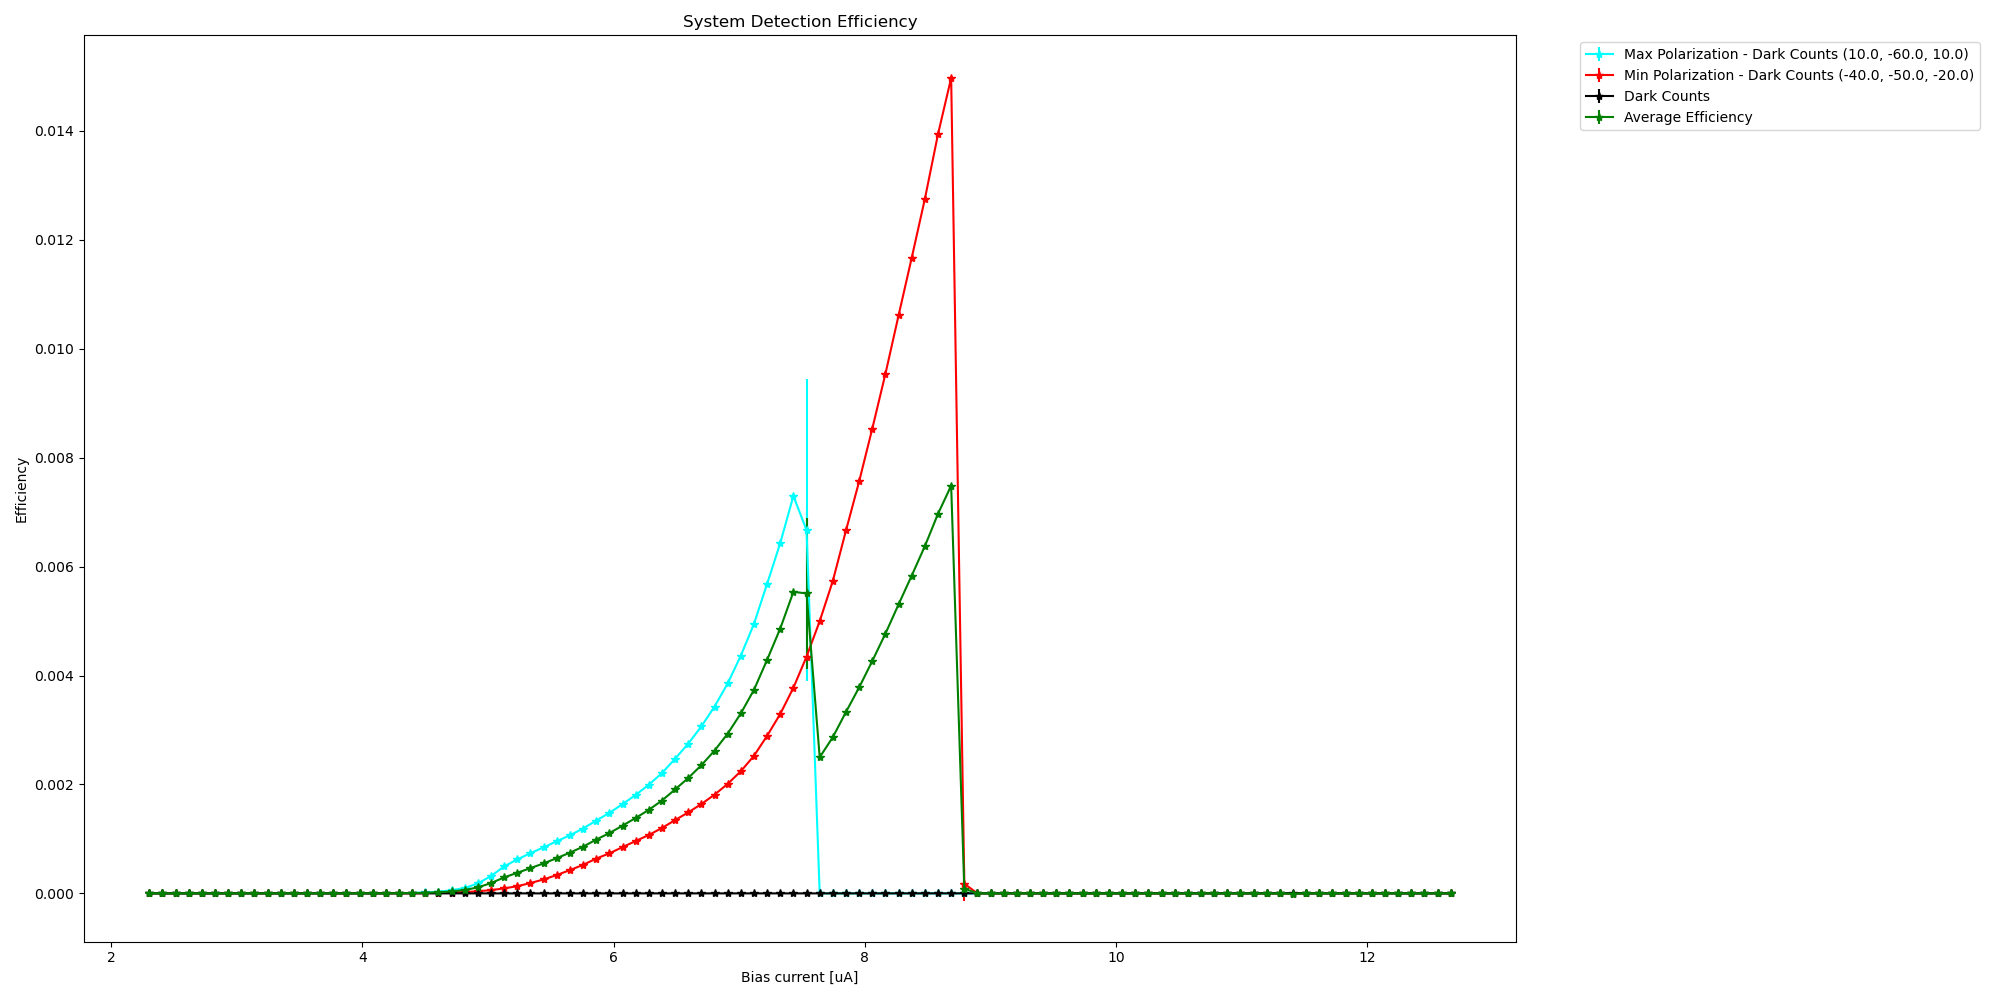 System Detection Efficiency
Max Polarization - Dark Counts (10.0, -60.0, 10.0)
Min Polarization - Dark Counts (-40.0, -50.0, -20.0)
Dark Counts
Average Efficiency
Efficiency
0.014
0.012
0.010
0.008
0.006
0.004
0.002
0.000
2 4 6 8 10 12
Bias current [uA]